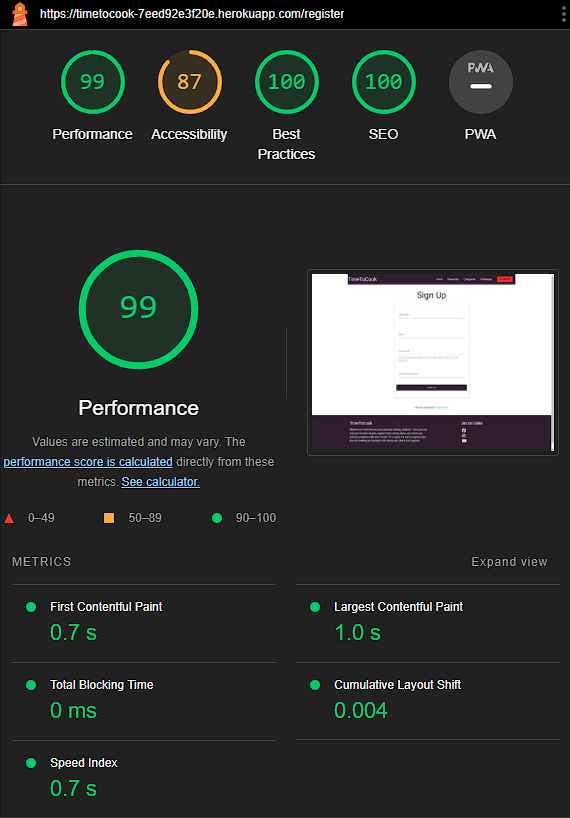 https://timetocook-7eed92e3f20e.herokuapp.com/register
99
87
100
100
PWA
Performance
Accessibility
Best
Practices
SEO
PWA
99
Performance
Values are estimated and may vary. The
performance score is calculated directly from these
metrics. See calculator.
0–49
50–89
90–100
TimeToCook
Sign Up
TimeToCook
Social Links
METRICS
Expand view
First Contentful Paint
0.7 s
Largest Contentful Paint
1.0 s
Total Blocking Time
0 ms
Cumulative Layout Shift
0.004
Speed Index
0.7 s